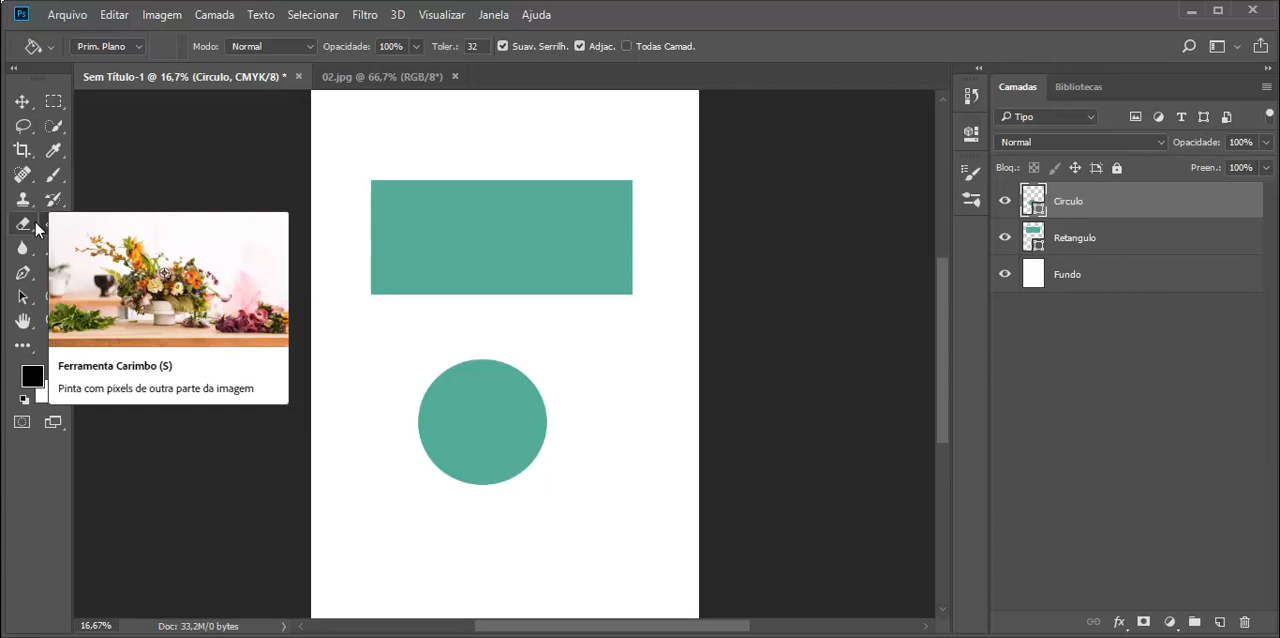 Ps Arquivo Editar Imagem Camada Texto Selecionar Filtro 3D Visualizar Janela Ajuda
Prim. Plano Modo: Normal Opacidade: 100% Toler.: 32 Suav. Serrilh. Adjac. Todas Camad.
Sem Título-1 @ 16,7% (Circulo, CMYK/8) * 02.jpg @ 66,7% (RGB/8*)
Camadas Bibliotecas
Tipo
Normal Opacidade: 100%
Bloq.: Preen.: 100%
Circulo
Retangulo
Fundo
Ferramenta Carimbo (S)
Pinta com pixels de outra parte da imagem
16,67% Doc: 33,2M/0 bytes
fx